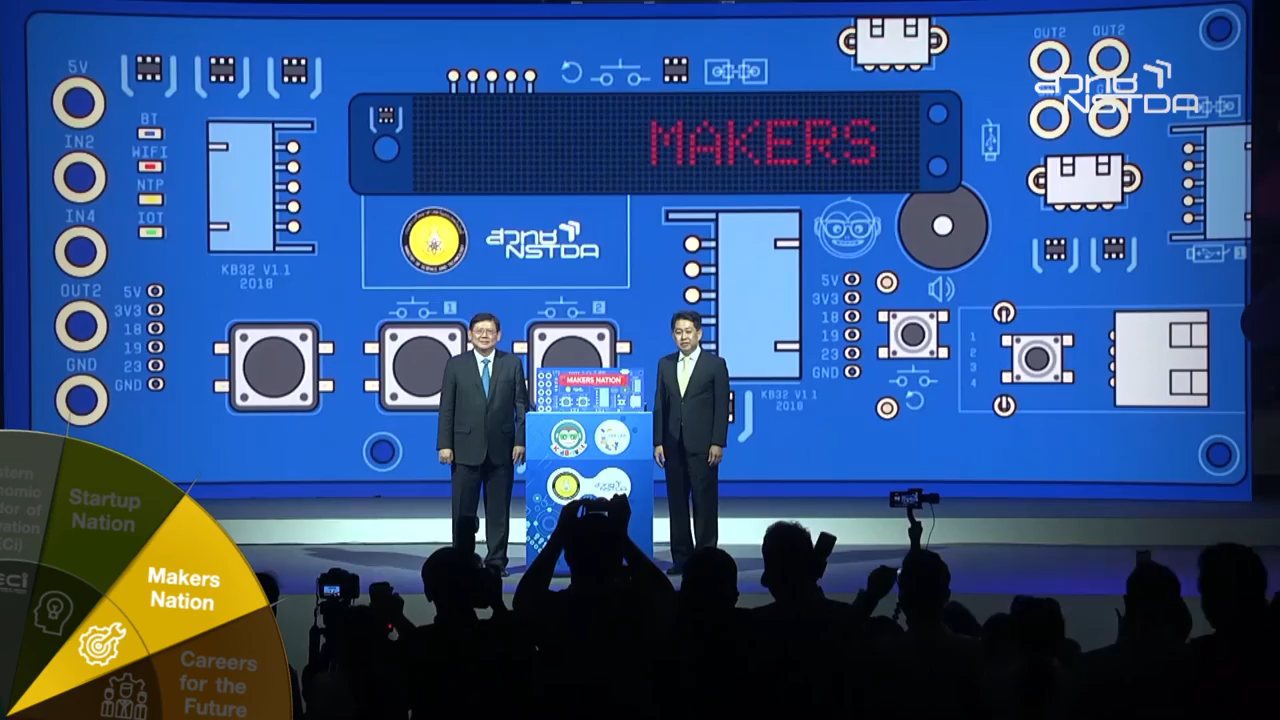 5V
IN2
IN4
OUT2
GND
BT
WIFI
NTP
IOT
KB32 V1.1
2018
5V
3V3
18
19
23
GND
MAKERS
สวทช
NSTDA
1
2
MAKERS NATION
5V
3V3
18
19
23
GND
KB32 V1.1
2018
OUT2
OUT2
สวทช
NSTDA
1
1
2
3
4
Startup
Nation
Makers
Nation
Careers
for the
Future